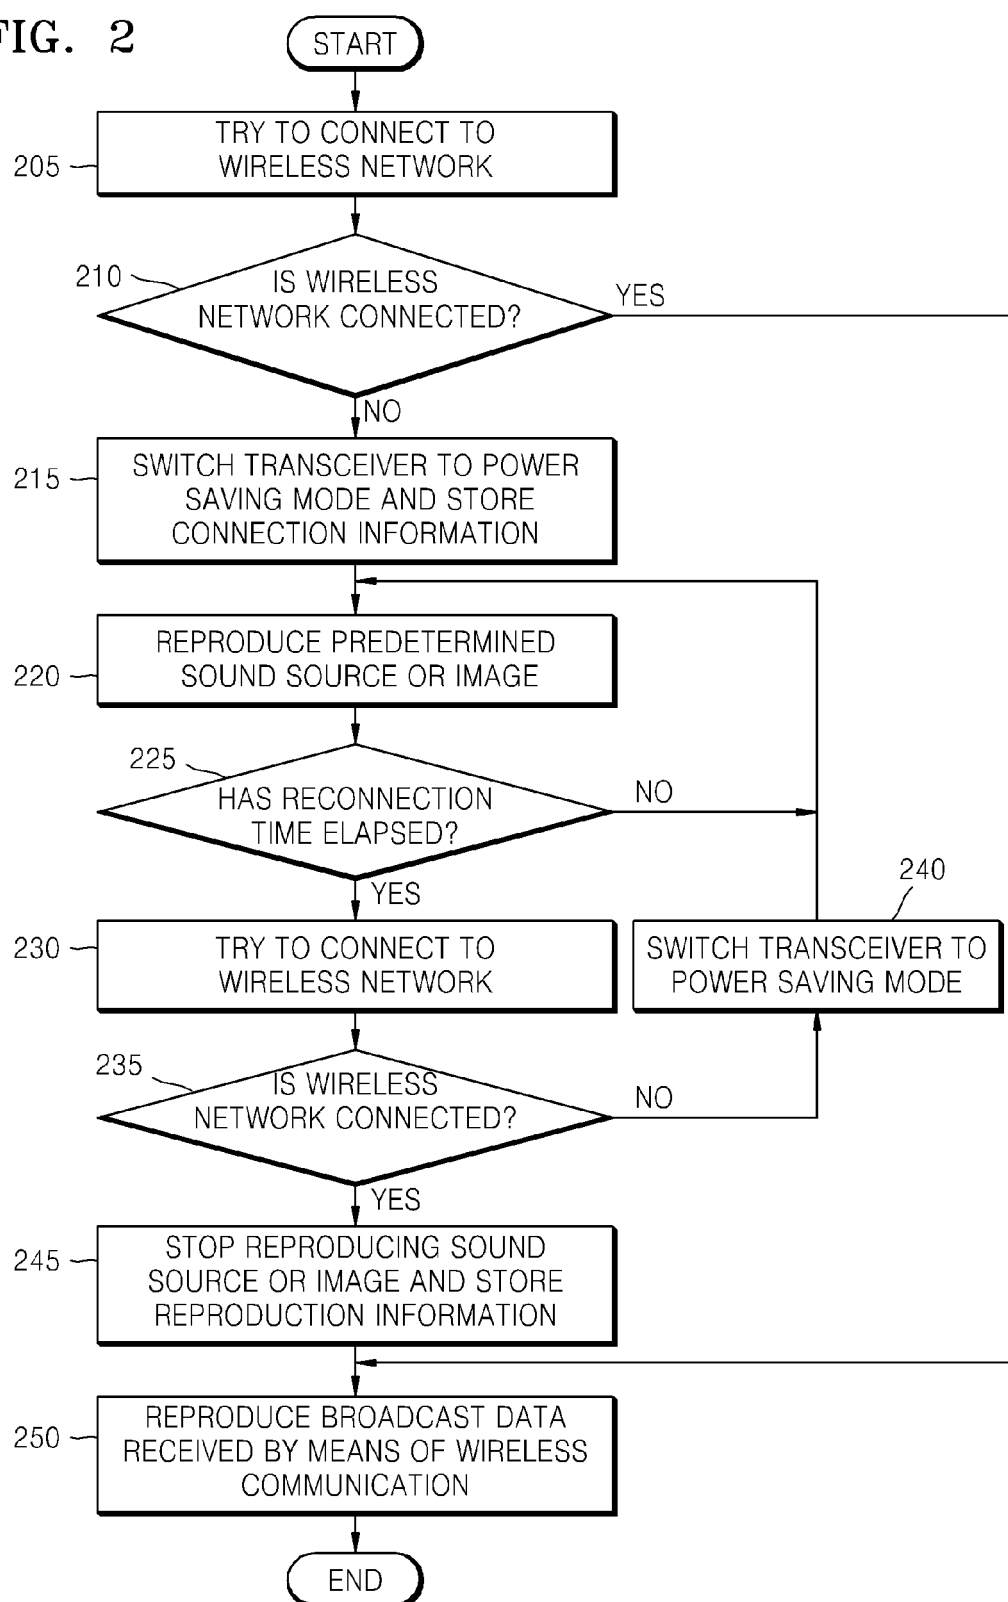 FIG. 2
START
205
TRY TO CONNECT TO
WIRELESS NETWORK
210
IS WIRELESS
NETWORK CONNECTED?
YES
NO
215
SWITCH TRANSCEIVER TO POWER
SAVING MODE AND STORE
CONNECTION INFORMATION
220
REPRODUCE PREDETERMINED
SOUND SOURCE OR IMAGE
225
HAS RECONNECTION
TIME ELAPSED?
NO
YES
230
TRY TO CONNECT TO
WIRELESS NETWORK
240
SWITCH TRANSCEIVER TO
POWER SAVING MODE
235
IS WIRELESS
NETWORK CONNECTED?
NO
YES
245
STOP REPRODUCING SOUND
SOURCE OR IMAGE AND STORE
REPRODUCTION INFORMATION
250
REPRODUCE BROADCAST DATA
RECEIVED BY MEANS OF WIRELESS
COMMUNICATION
END